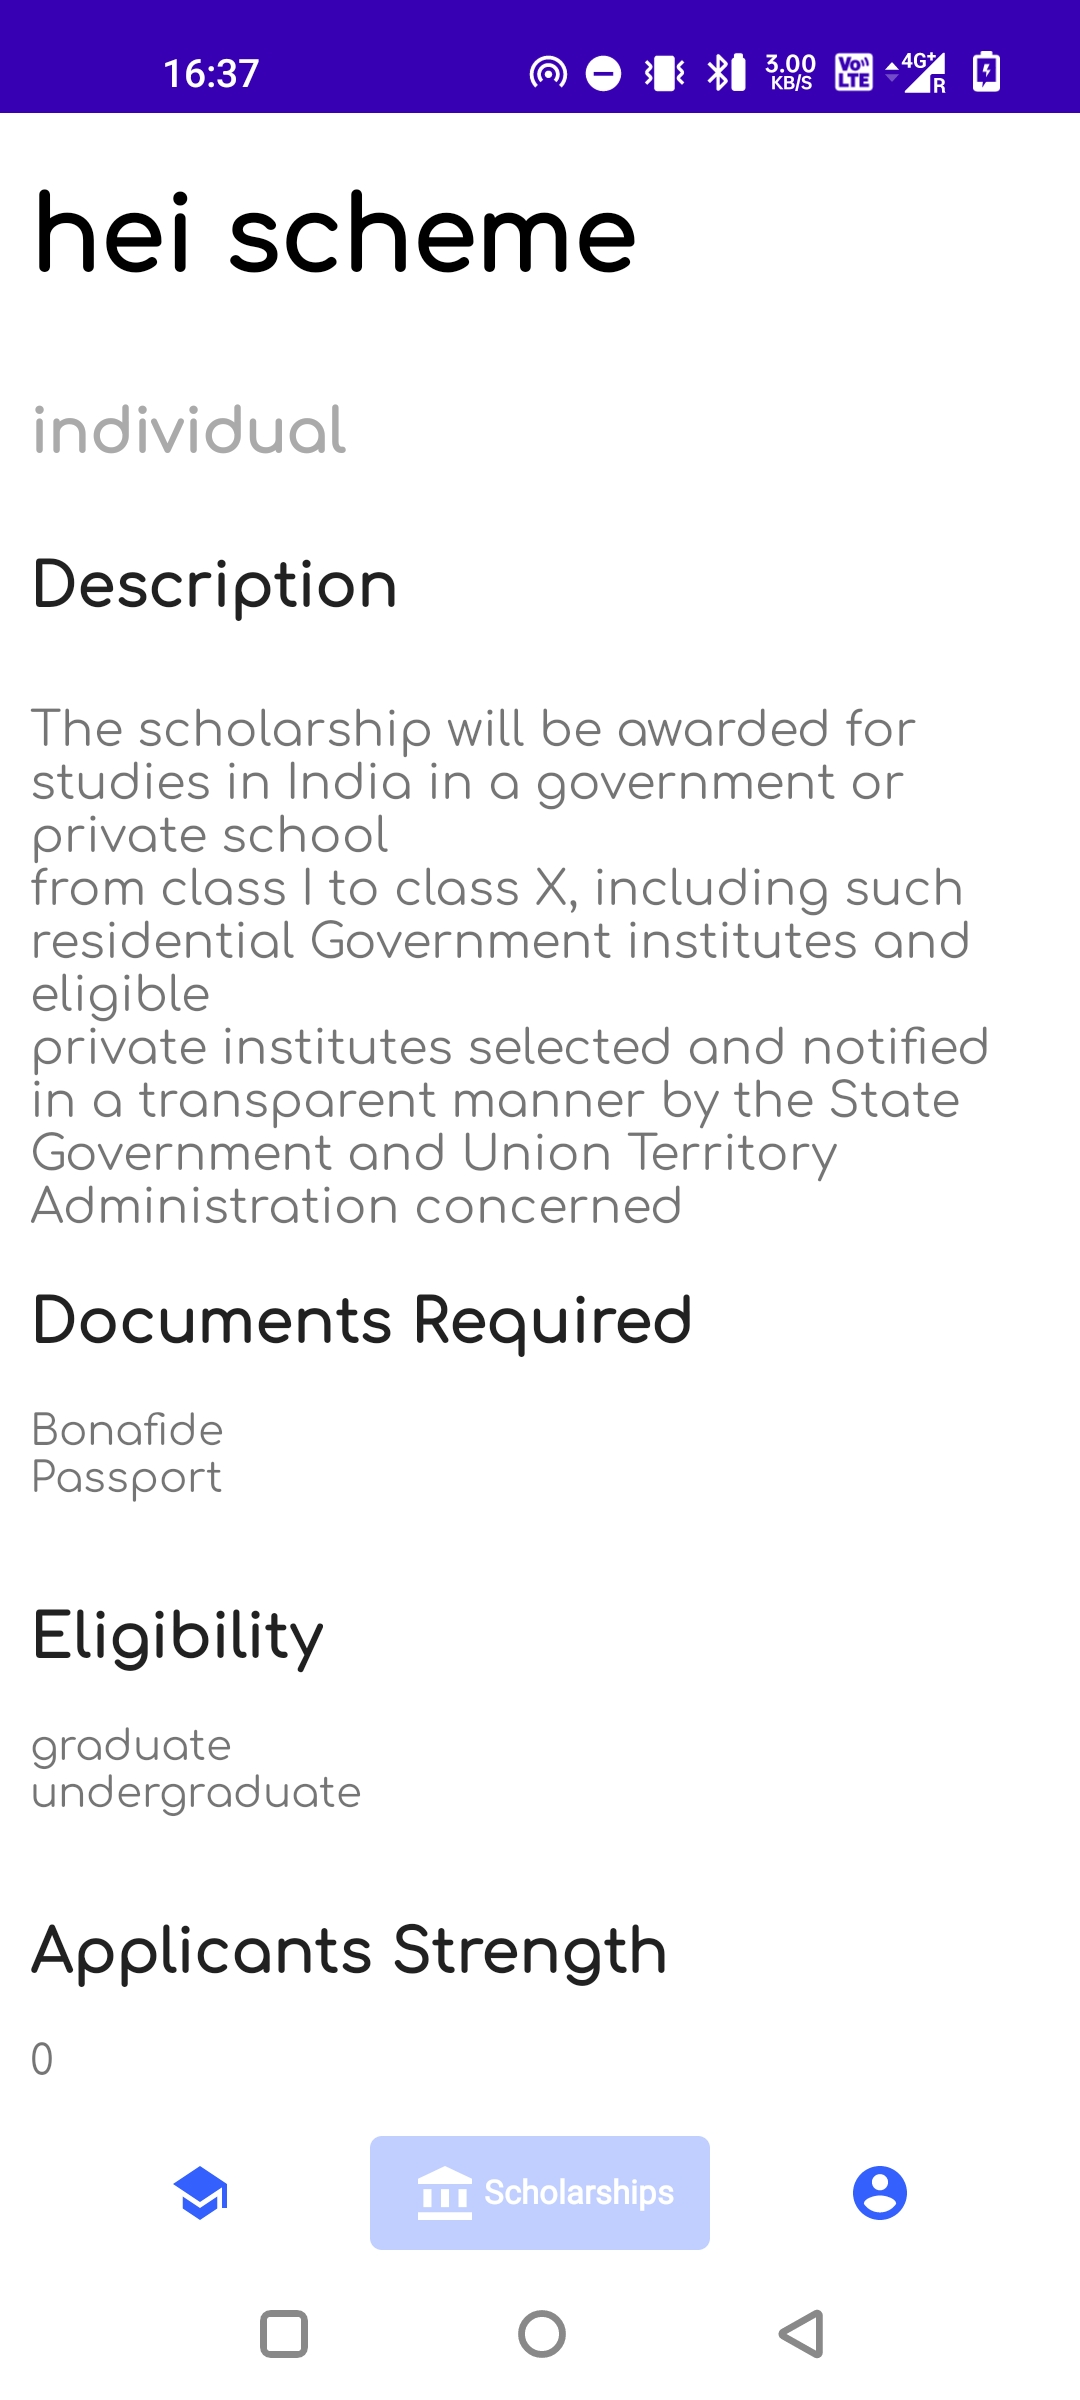 16:37
3.00
KB/S
Vo
LTE
4G+
R
hei scheme
individual
Description
The scholarship will be awarded for
studies in India in a government or
private school
from class I to class X, including such
residential Government institutes and
eligible
private institutes selected and notified
in a transparent manner by the State
Government and Union Territory
Administration concerned
Documents Required
Bonafide
Passport
Eligibility
graduate
undergraduate
Applicants Strength
0
Scholarships